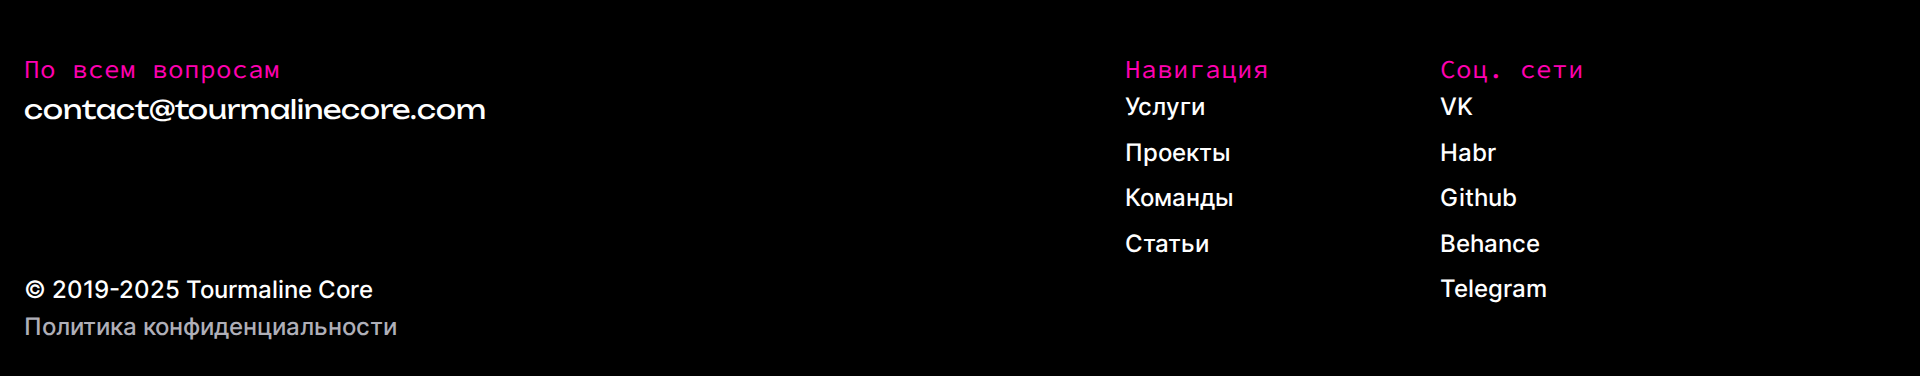 По всем вопросам
contact@tourmalinecore.com
© 2019-2025 Tourmaline Core
Политика конфиденциальности
Навигация
Услуги
Проекты
Команды
Статьи
Соц. сети
VK
Habr
Github
Behance
Telegram